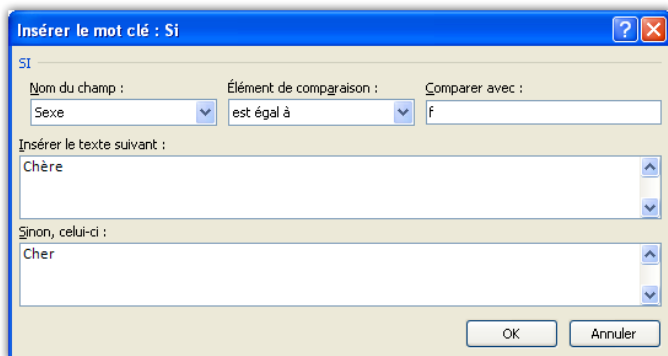 Insérer le mot clé : Si
SI
Nom du champ : Élément de comparaison : Comparer avec :
Sexe est égal à f
Insérer le texte suivant :
Chère
Sinon, celui-ci :
Cher
OK Annuler